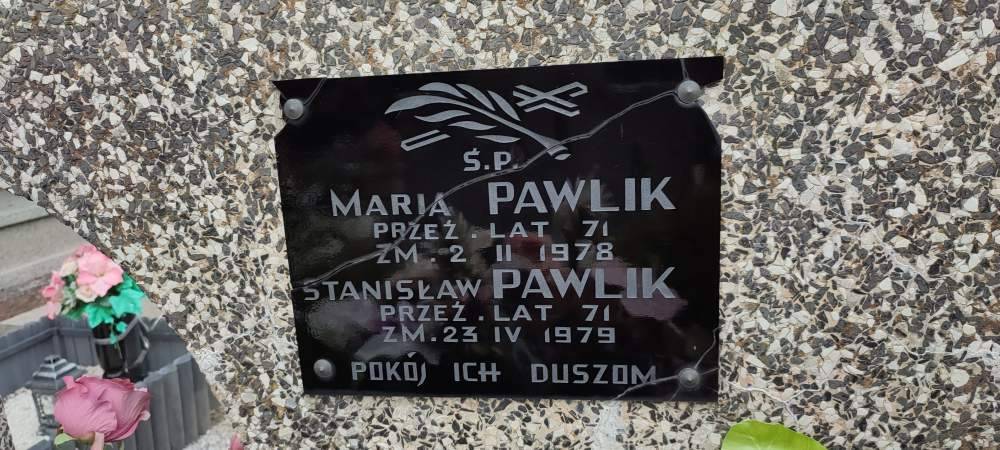 Ś.P.
MARIA PAWLIK
PRZEŻ. LAT 71
ZM. 2 II 1978
STANISŁAW PAWLIK
PRZEŻ. LAT 71
ZM. 23 IV 1979
POKÓJ ICH DUSZOM